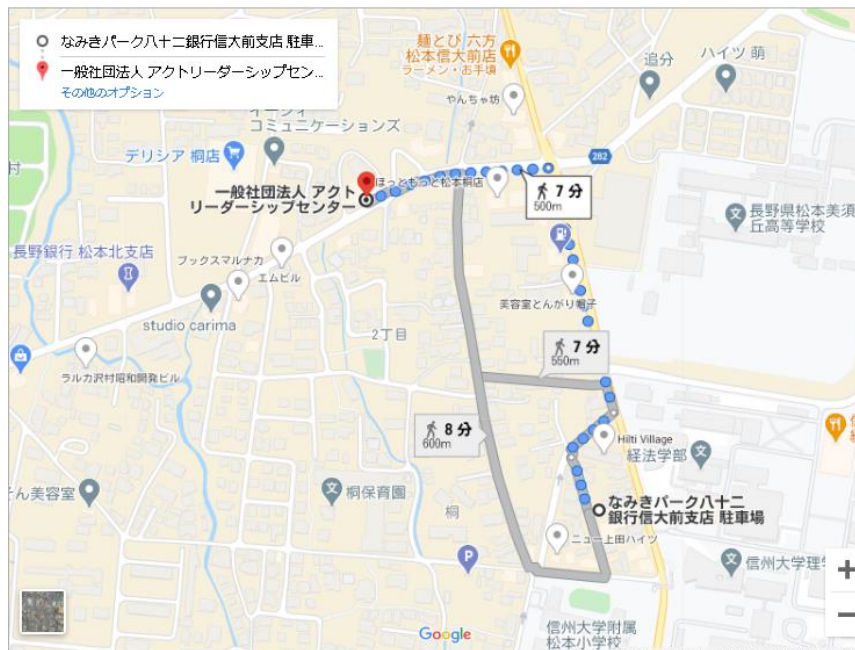 なみきパーク八十二銀行信大前支店 駐車...
一般社団法人 アクトリーダーシップセン...
その他のオプション
麺とび 六方
松本信大前店
ラーメン・お手頃
追分
ハイツ 萌
やんちゃ坊
コミュニケーションズ
デリシア 桐店
282
村
ほっともっと松本桐店
一般社団法人 アクト
リーダーシップセンター
7 分
500m
長野県松本美須
丘高等学校
長野銀行 松本北支店
ブックスマルナカ
エムビル
美容室とんがり帽子
studio carima
2丁目
7 分
550m
ラルカ沢村昭和開発ビル
8 分
600m
Hilti Village
経法学部
そん美容室
桐保育園
桐
なみきパーク八十二
銀行信大前支店 駐車場
ニュー上田ハイツ
P
信州大学理学
+
−
Google
信州大学附属
松本小学校